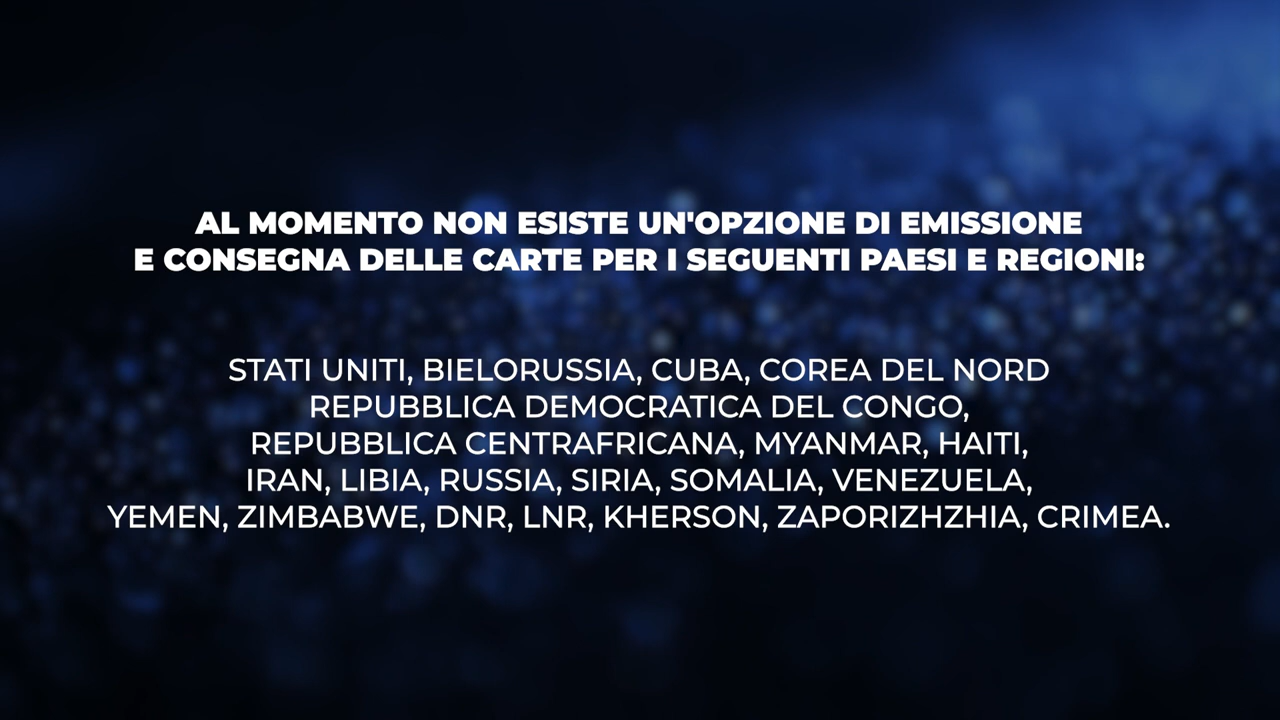 AL MOMENTO NON ESISTE UN'OPZIONE DI EMISSIONE
E CONSEGNA DELLE CARTE PER I SEGUENTI PAESI E REGIONI:
STATI UNITI, BIELORUSSIA, CUBA, COREA DEL NORD
REPUBBLICA DEMOCRATICA DEL CONGO,
REPUBBLICA CENTRAFRICANA, MYANMAR, HAITI,
IRAN, LIBIA, RUSSIA, SIRIA, SOMALIA, VENEZUELA,
YEMEN, ZIMBABWE, DNR, LNR, KHERSON, ZAPORIZHZHIA, CRIMEA.